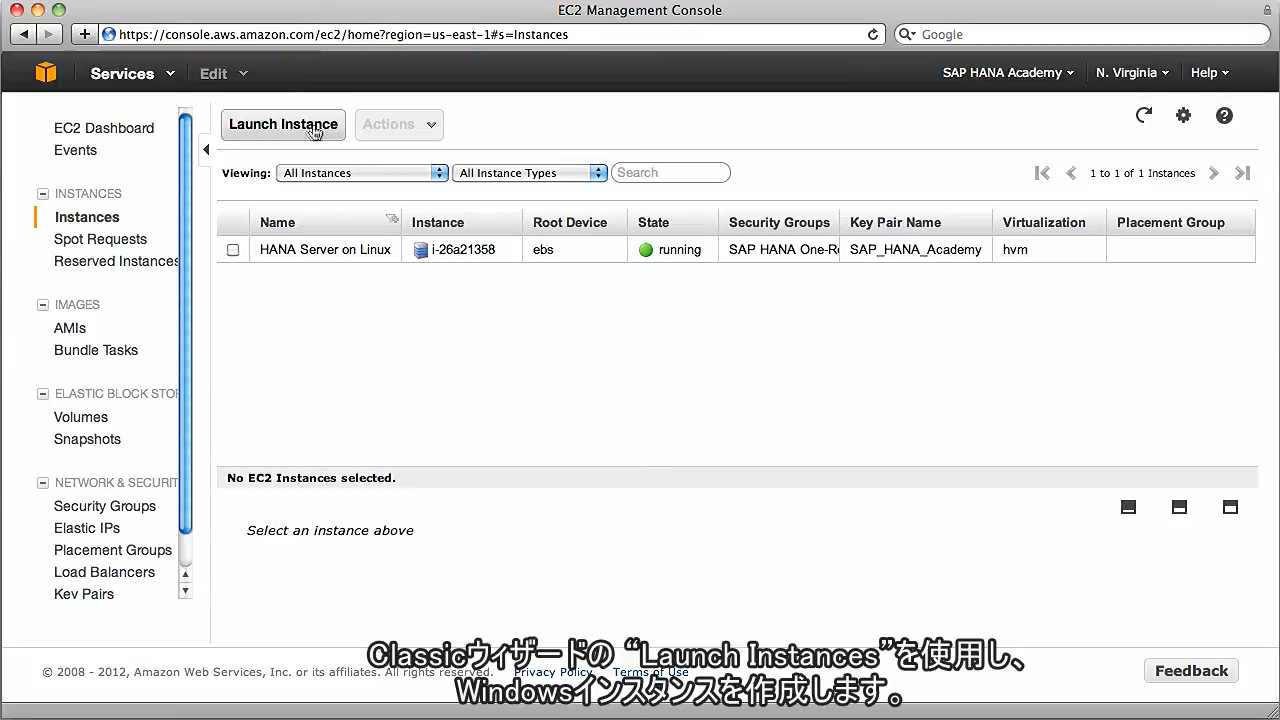 EC2 Management Console
https://console.aws.amazon.com/ec2/home?region=us-east-1#s=Instances
Google
Services
Edit
SAP HANA Academy
N. Virginia
Help
EC2 Dashboard
Events
INSTANCES
Instances
Spot Requests
Reserved Instances
IMAGES
AMIs
Bundle Tasks
ELASTIC BLOCK STO
Volumes
Snapshots
NETWORK & SECURIT
Security Groups
Elastic IPs
Placement Groups
Load Balancers
Key Pairs
Launch Instance
Actions
Viewing: All Instances All Instance Types Search
1 to 1 of 1 Instances
Name Instance Root Device State Security Groups Key Pair Name Virtualization Placement Group
HANA Server on Linux i-26a21358 ebs running SAP HANA One-R SAP_HANA_Academy hvm
No EC2 Instances selected.
Select an instance above
Classicウィザードの “Launch Instances”を使用し、
Windowsインスタンスを作成します。
© 2008 - 2012, Amazon Web Services, Inc. or its affiliates. All rights reserved. Privacy Policy Terms of Use
Feedback